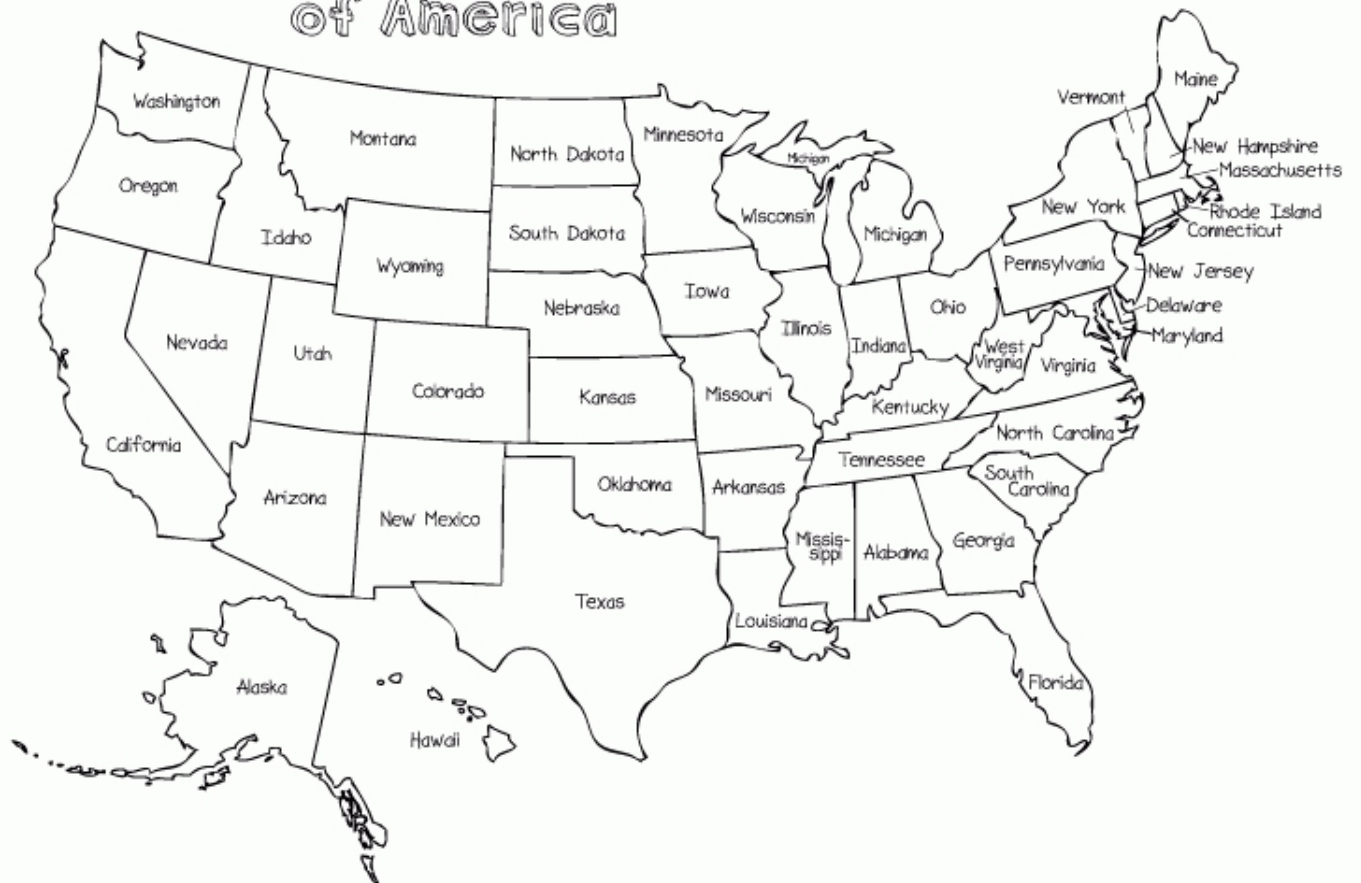 of America
Washington
Montana
North Dakota
Minnesota
Maine
Vermont
New Hampshire
Massachusetts
Oregon
Idaho
Wyoming
South Dakota
Wisconsin
Michigan
Michigan
New York
Rhode Island
Connecticut
Pennsylvania
New Jersey
Nebraska
Iowa
Illinois
Indiana
Ohio
Delaware
Maryland
Nevada
Utah
Colorado
Kansas
Missouri
West
Virginia
Virginia
Kentucky
California
Arizona
New Mexico
Oklahoma
Arkansas
Tennessee
North Carolina
South
Carolina
Texas
Louisiana
Missis-
sippi
Alabama
Georgia
Florida
Alaska
Hawaii